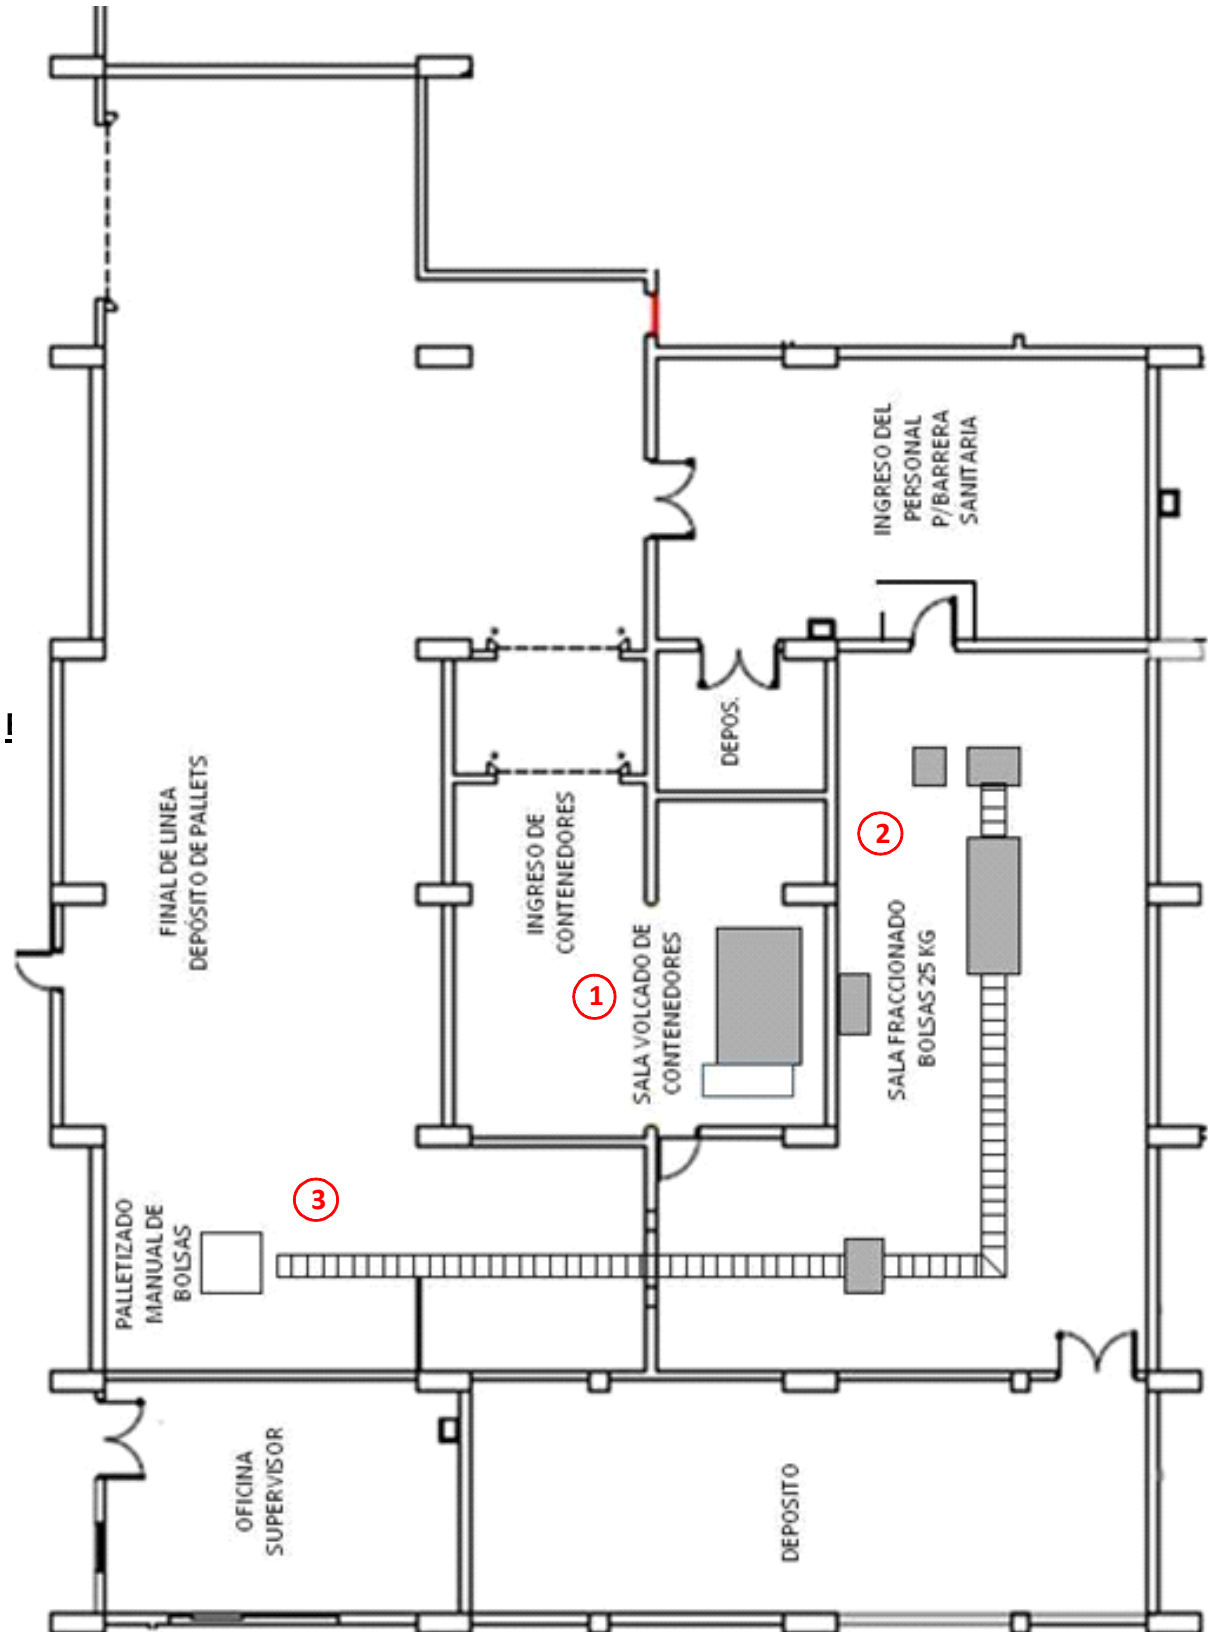 INGRESO DEL
PERSONAL
P/BARRERA
SANITARIA
DEPOS.
FINAL DE LINEA
DEPÓSITO DE PALLETS
INGRESO DE
CONTENEDORES
2
SALA VOLCADO DE
CONTENEDORES
1
SALA FRACCIONADO
BOLSAS 25 KG
3
PALLETIZADO
MANUAL DE
BOLSAS
OFICINA
SUPERVISOR
DEPOSITO